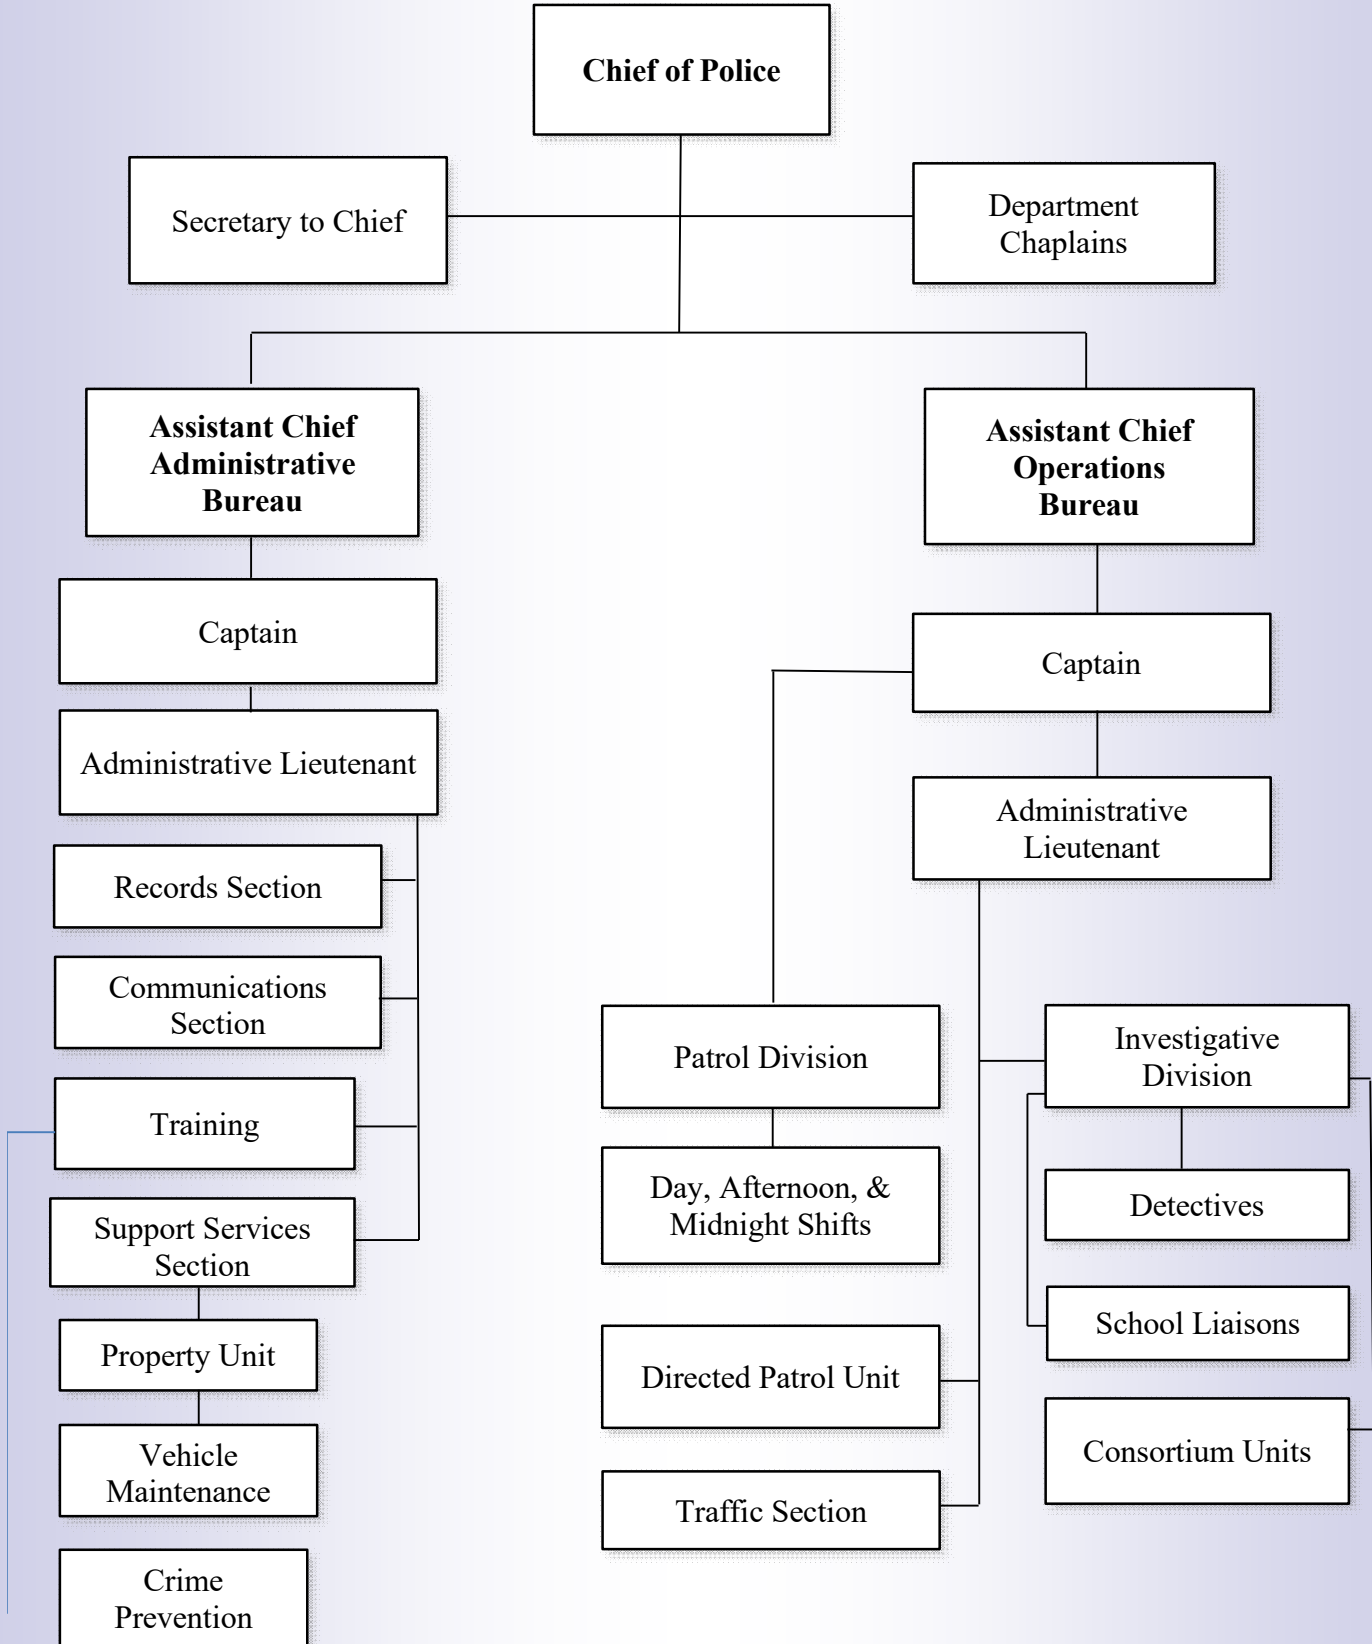 Chief of Police
Secretary to Chief
Department
Chaplains
Assistant Chief
Administrative
Bureau
Assistant Chief
Operations
Bureau
Captain
Captain
Administrative Lieutenant
Administrative
Lieutenant
Records Section
Communications
Section
Training
Support Services
Section
Property Unit
Vehicle
Maintenance
Crime
Prevention
Patrol Division
Day, Afternoon, &
Midnight Shifts
Directed Patrol Unit
Traffic Section
Investigative
Division
Detectives
School Liaisons
Consortium Units